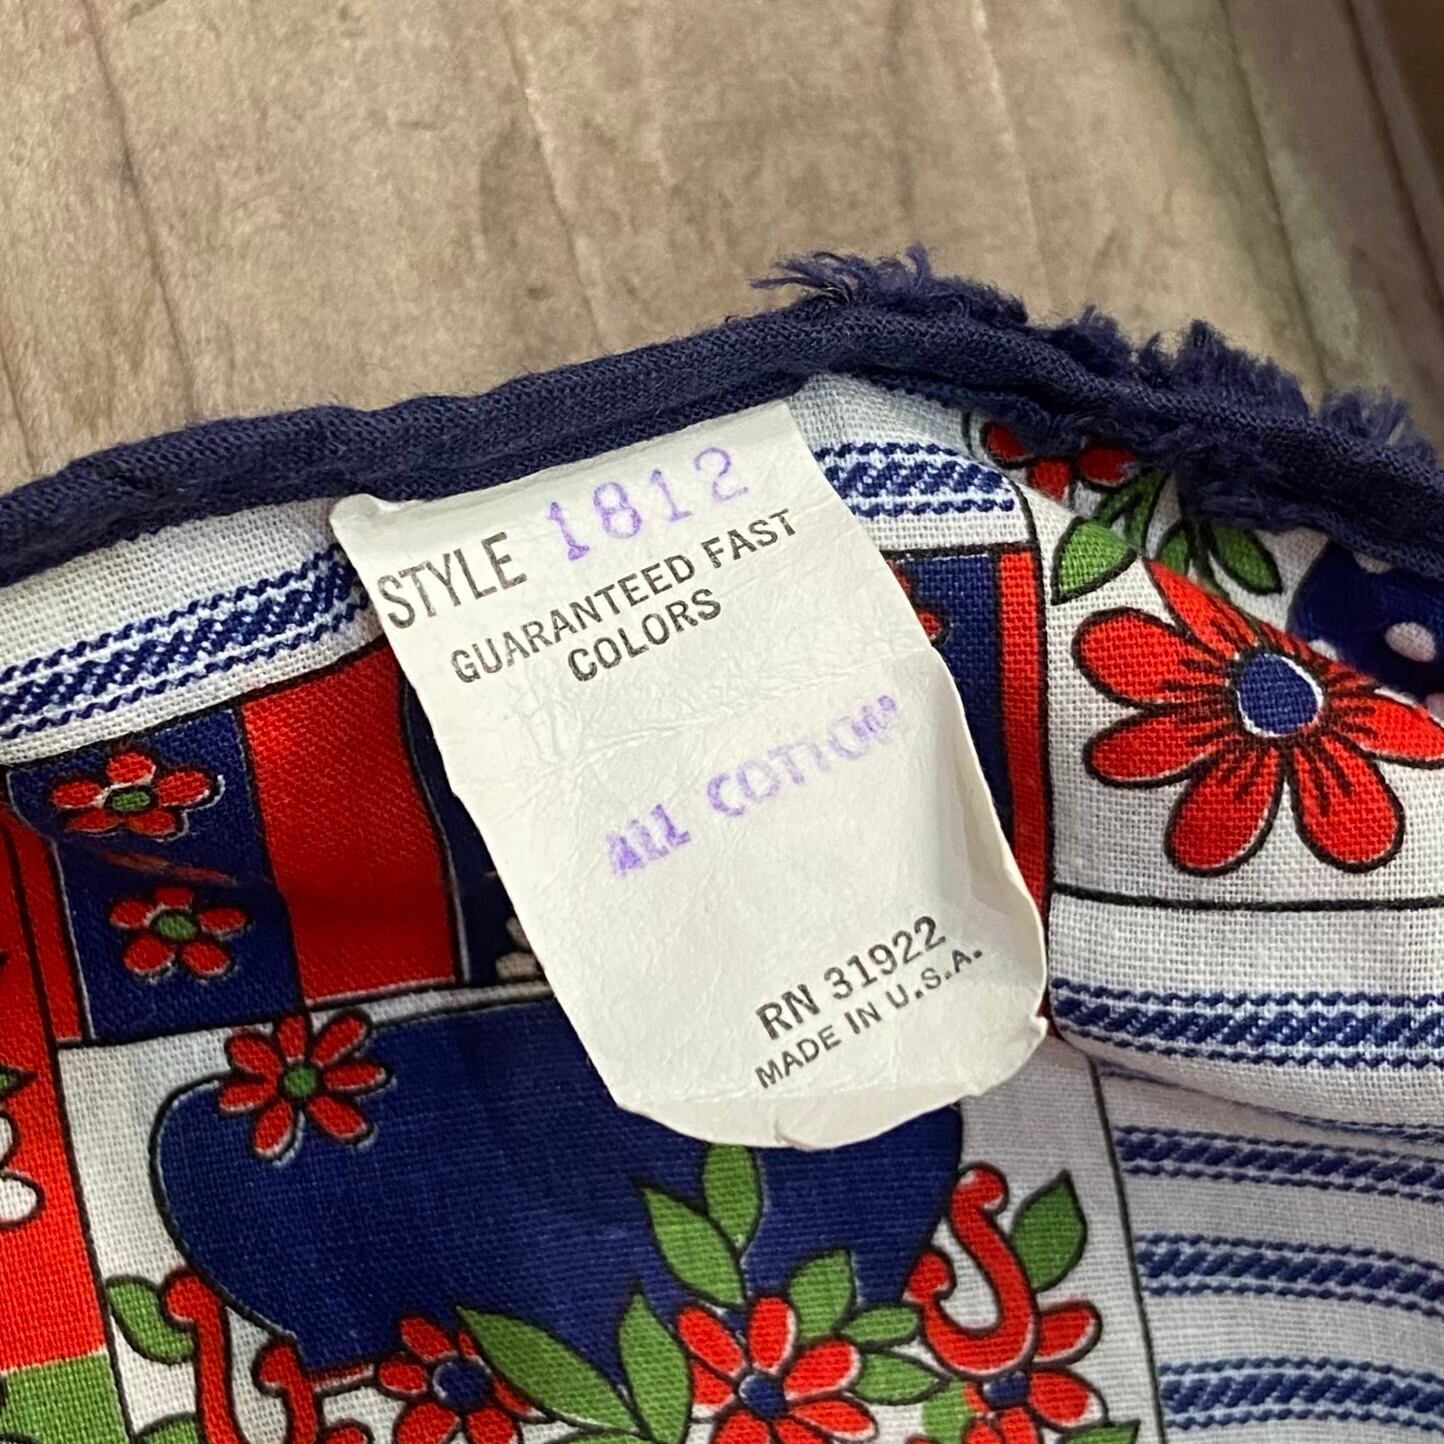 STYLE 1812
GUARANTEED FAST
COLORS
ALL COTTON
RN 31922
MADE IN U.S.A.